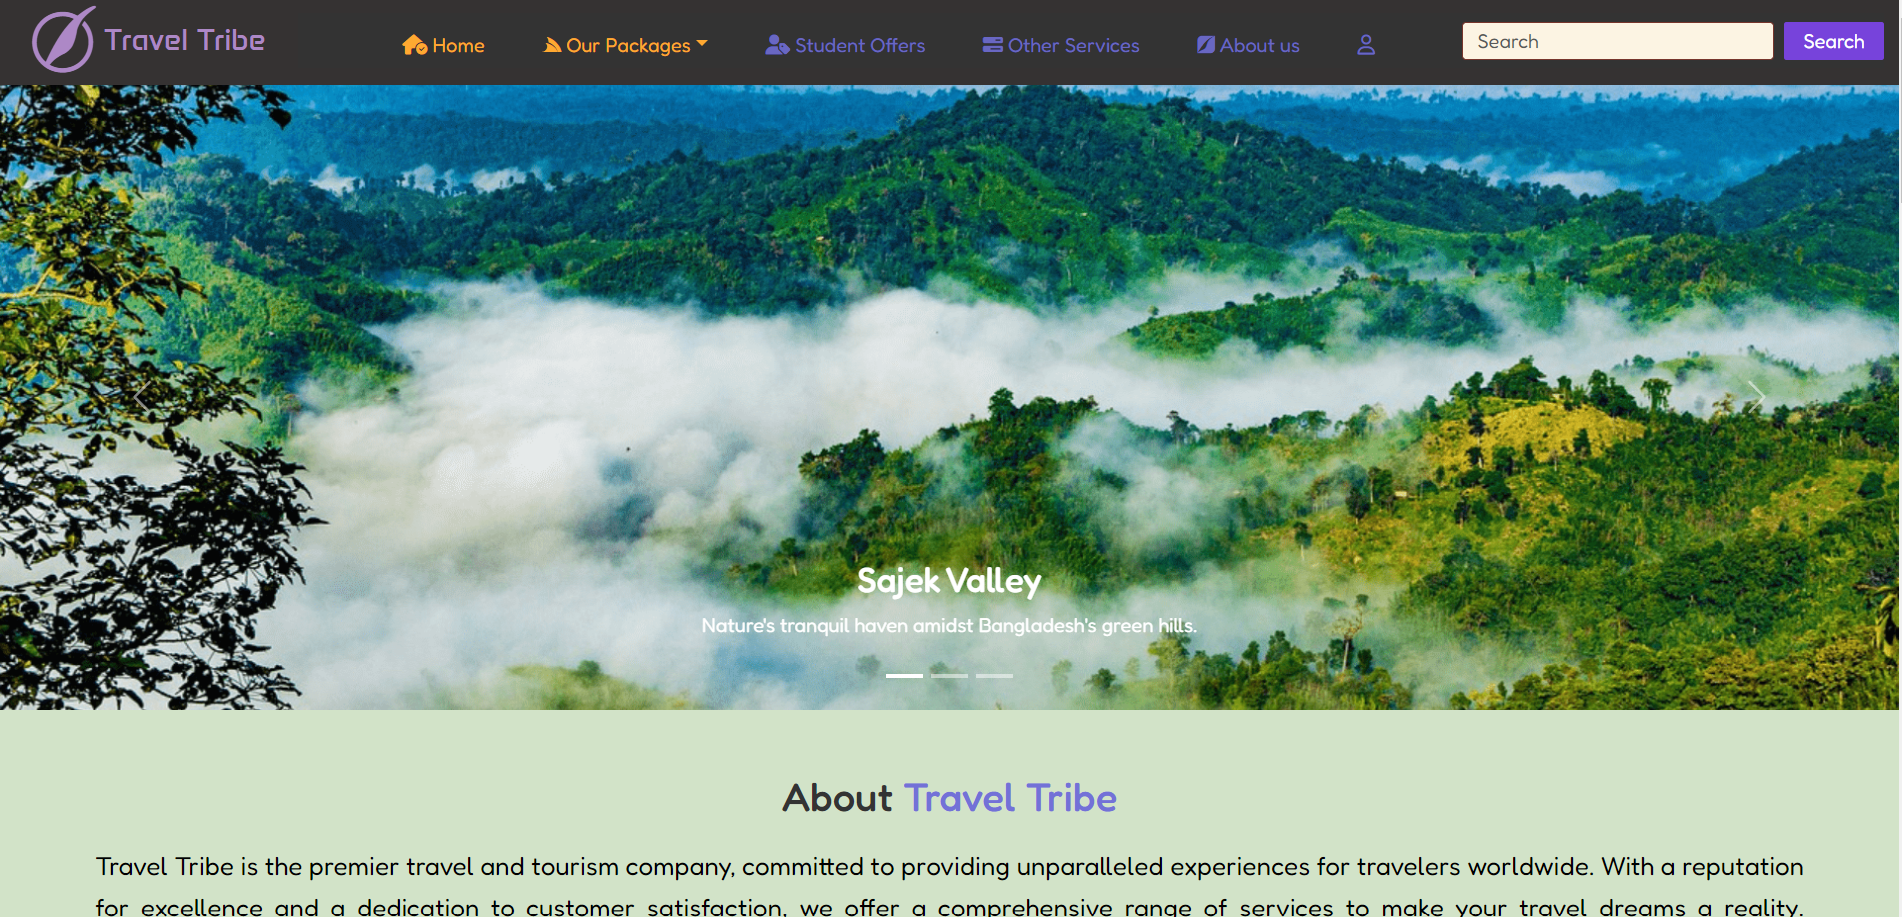 Travel Tribe
Home
Our Packages
Student Offers
Other Services
About us
Search
Search
Sajek Valley
Nature's tranquil haven amidst Bangladesh's green hills.
About Travel Tribe
Travel Tribe is the premier travel and tourism company, committed to providing unparalleled experiences for travelers worldwide. With a reputation
for excellence and a dedication to customer satisfaction, we offer a comprehensive range of services to make your travel dreams a reality.